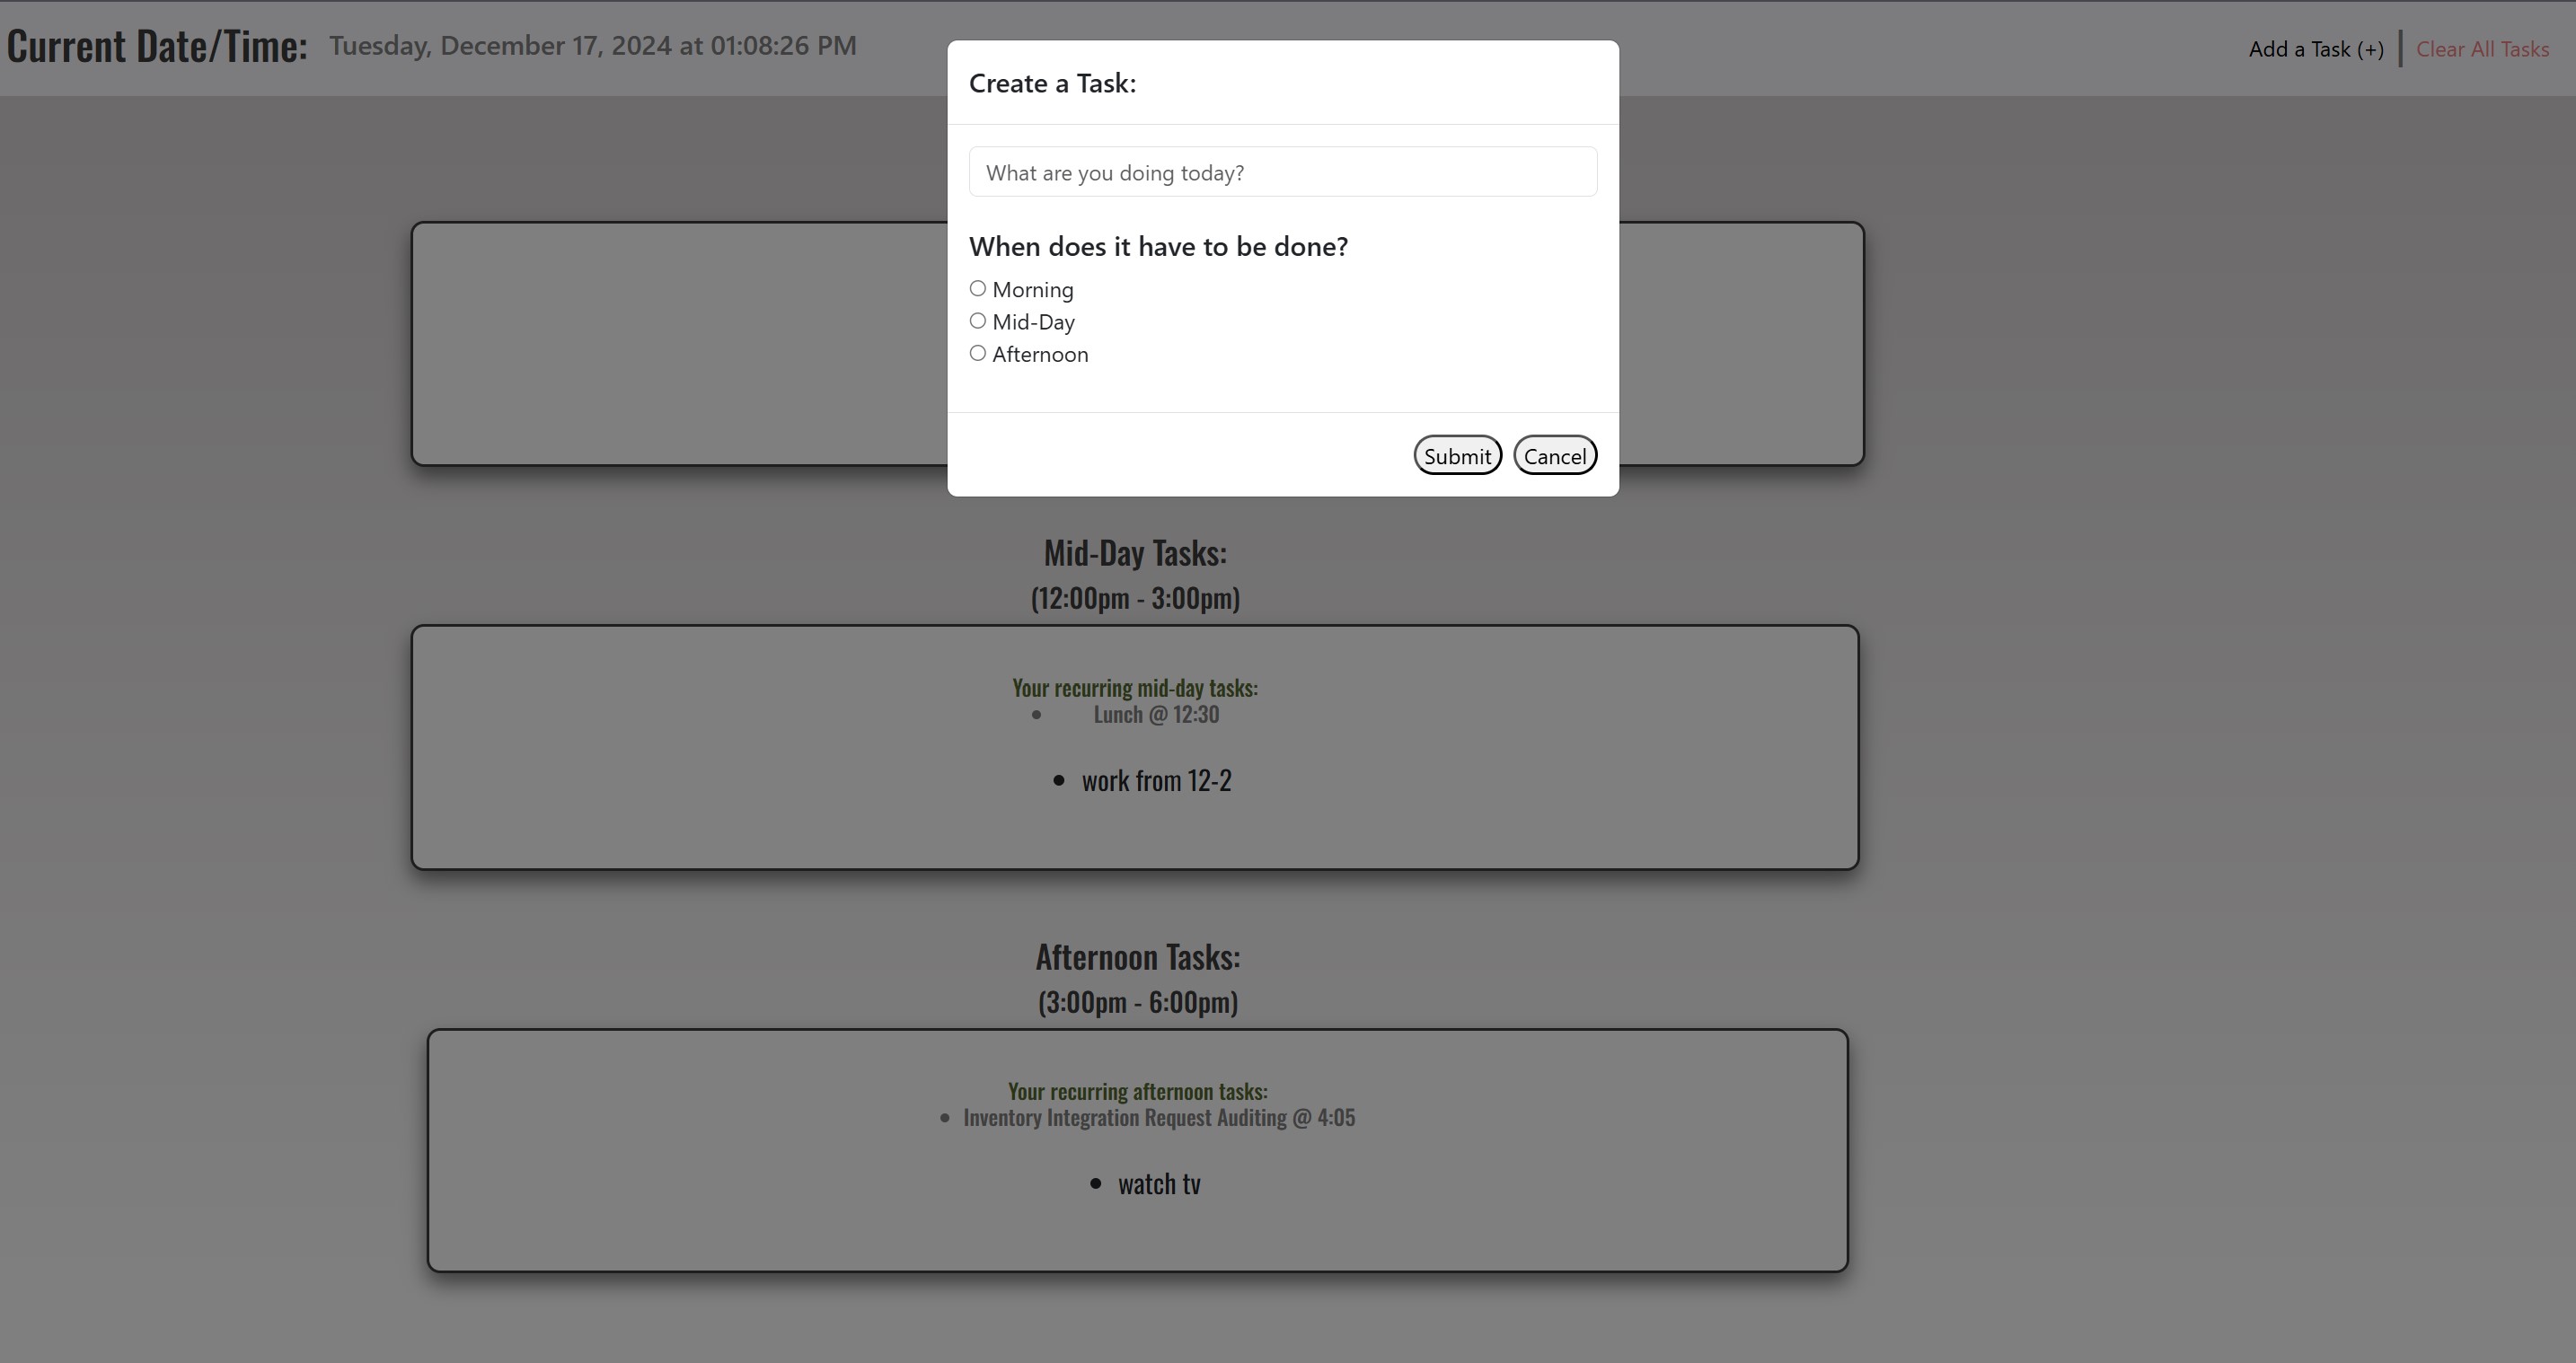 Current Date/Time: Tuesday, December 17, 2024 at 01:08:26 PM
Add a Task (+) | Clear All Tasks
Create a Task:
What are you doing today?
When does it have to be done?
Morning
Mid-Day
Afternoon
Submit Cancel
Mid-Day Tasks:
(12:00pm - 3:00pm)
Your recurring mid-day tasks:
• Lunch @ 12:30
• work from 12-2
Afternoon Tasks:
(3:00pm - 6:00pm)
Your recurring afternoon tasks:
• Inventory Integration Request Auditing @ 4:05
• watch tv